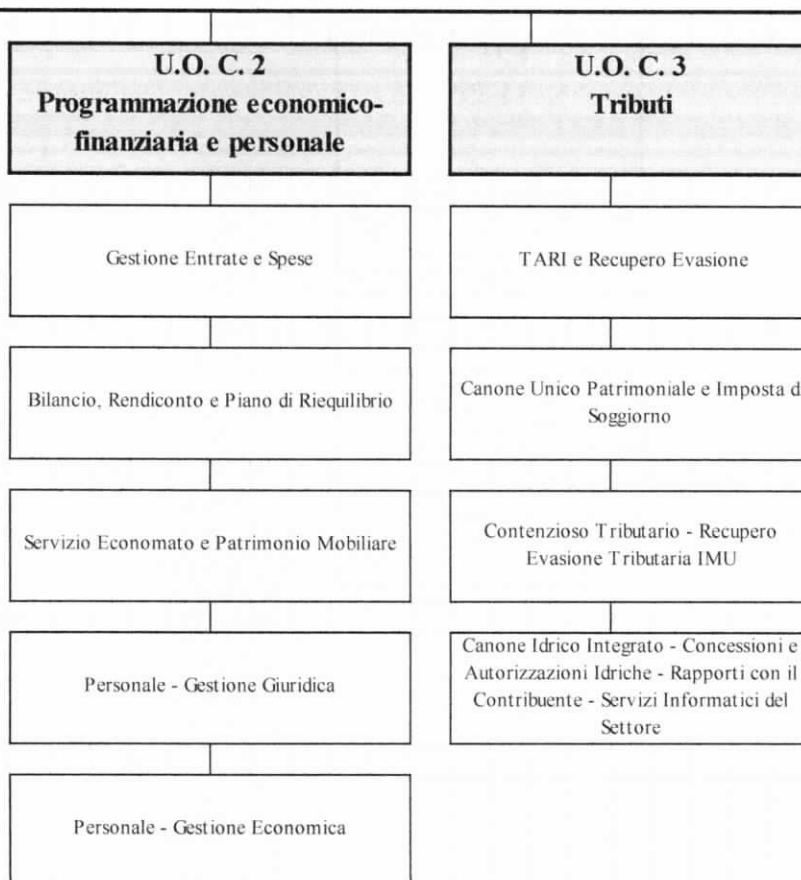 U.O. C. 2
Programmazione economico-
finanziaria e personale
Gestione Entrate e Spese
Bilancio, Rendiconto e Piano di Riequilibrio
Servizio Economato e Patrimonio Mobiliare
Personale - Gestione Giuridica
Personale - Gestione Economica
U.O. C. 3
Tributi
TARI e Recupero Evasione
Canone Unico Patrimoniale e Imposta d
Soggiorno
Contenzioso Tributario - Recupero
Evasione Tributaria IMU
Canone Idrico Integrato - Concessioni e
Autorizzazioni Idriche - Rapporti con il
Contribuente - Servizi Informatici del
Settore